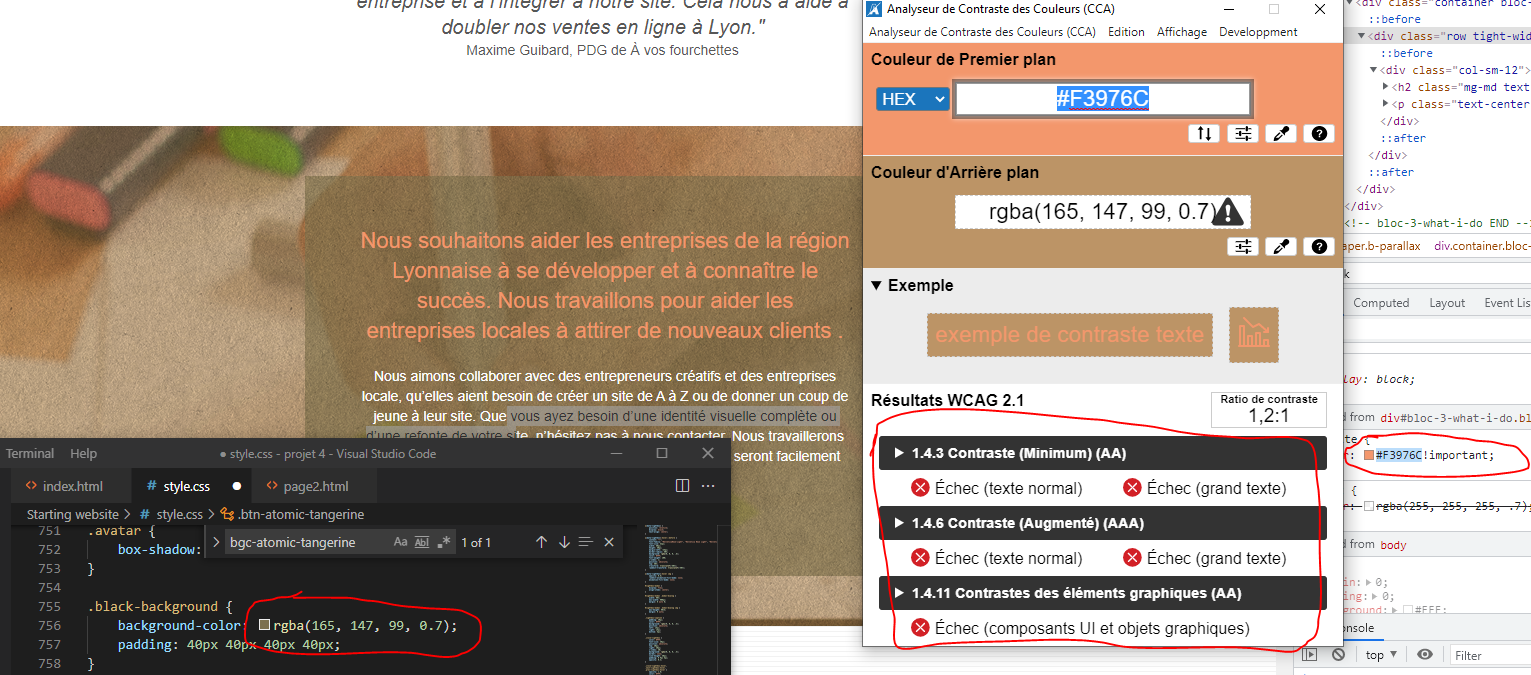 entreprise et à l'intégrer à notre site. Cela nous a aidé à
doubler nos ventes en ligne à Lyon."
Maxime Guibard, PDG de À vos fourchettes
Nous souhaitons aider les entreprises de la région
Lyonnaise à se développer et à connaître le
succès. Nous travaillons pour aider les
entreprises locales à attirer de nouveaux clients .
Nous aimons collaborer avec des entrepreneurs créatifs et des entreprises
locale, qu'elles aient besoin de créer un site de A à Z ou de donner un coup de
jeune à leur site. Que vous ayez besoin d'une identité visuelle complète ou
d'une refonte de votre site, n'hésitez pas à nous contacter. Nous travaillerons
seront facilement
Terminal Help
● style.css - projet 4 - Visual Studio Code
<> index.html
# style.css ●
<> page2.html
Starting website > # style.css > .btn-atomic-tangerine
bgc-atomic-tangerine
Aa Abl .* 1 of 1
751 .avatar {
752 box-shadow:
753 }
754
755 .black-background {
756 background-color: rgba(165, 147, 99, 0.7);
757 padding: 40px 40px 40px 40px;
758 }
Analyseur de Contraste des Couleurs (CCA)
Analyseur de Contraste des Couleurs (CCA) Edition Affichage Developpment
Couleur de Premier plan
HEX #F3976C
Couleur d'Arrière plan
rgba(165, 147, 99, 0.7)
▼ Exemple
exemple de contraste texte
Résultats WCAG 2.1
Ratio de contraste
1,2:1
▶ 1.4.3 Contraste (Minimum) (AA)
Échec (texte normal) Échec (grand texte)
▶ 1.4.6 Contraste (Augmenté) (AAA)
Échec (texte normal) Échec (grand texte)
▶ 1.4.11 Contrastes des éléments graphiques (AA)
Échec (composants UI et objets graphiques)
▼<div class="container bloc-
::before
▼<div class="row tight-wid
::before
▼<div class="col-sm-12">
▶<h2 class="mg-md text
▶<p class="text-center
</div>
::after
</div>
::after
</div>
</div>
<!-- bloc-3-what-i-do END --
aper.b-parallax div.container.bloc-
Computed Layout Event Lis
lay: block;
d from div#bloc-3-what-i-do.bl
te {
r: #F3976C!important;
{
r: rgba(255, 255, 255, .7);
d from body
in:▶ 0;
ing:▶ 0;
ground:▶ #FFF;
onsole
top ▼
Filter